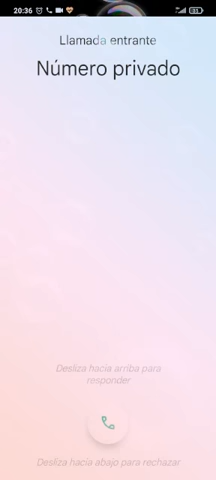 20:36
Llamada entrante
Número privado
Desliza hacia arriba para
responder
Desliza hacia abajo para rechazar